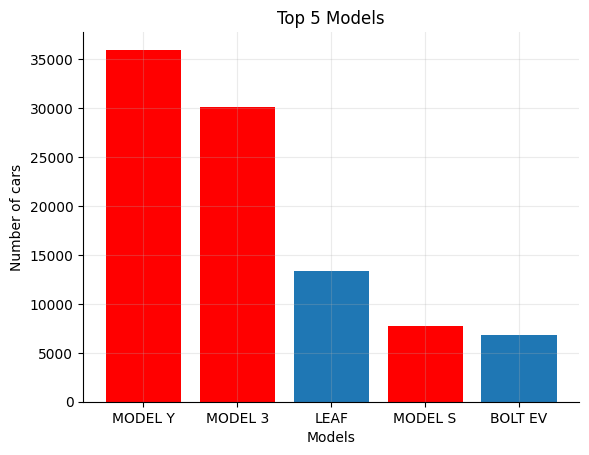 Top 5 Models
Number of cars
35000
30000
25000
20000
15000
10000
5000
0
MODEL Y MODEL 3 LEAF MODEL S BOLT EV
Models